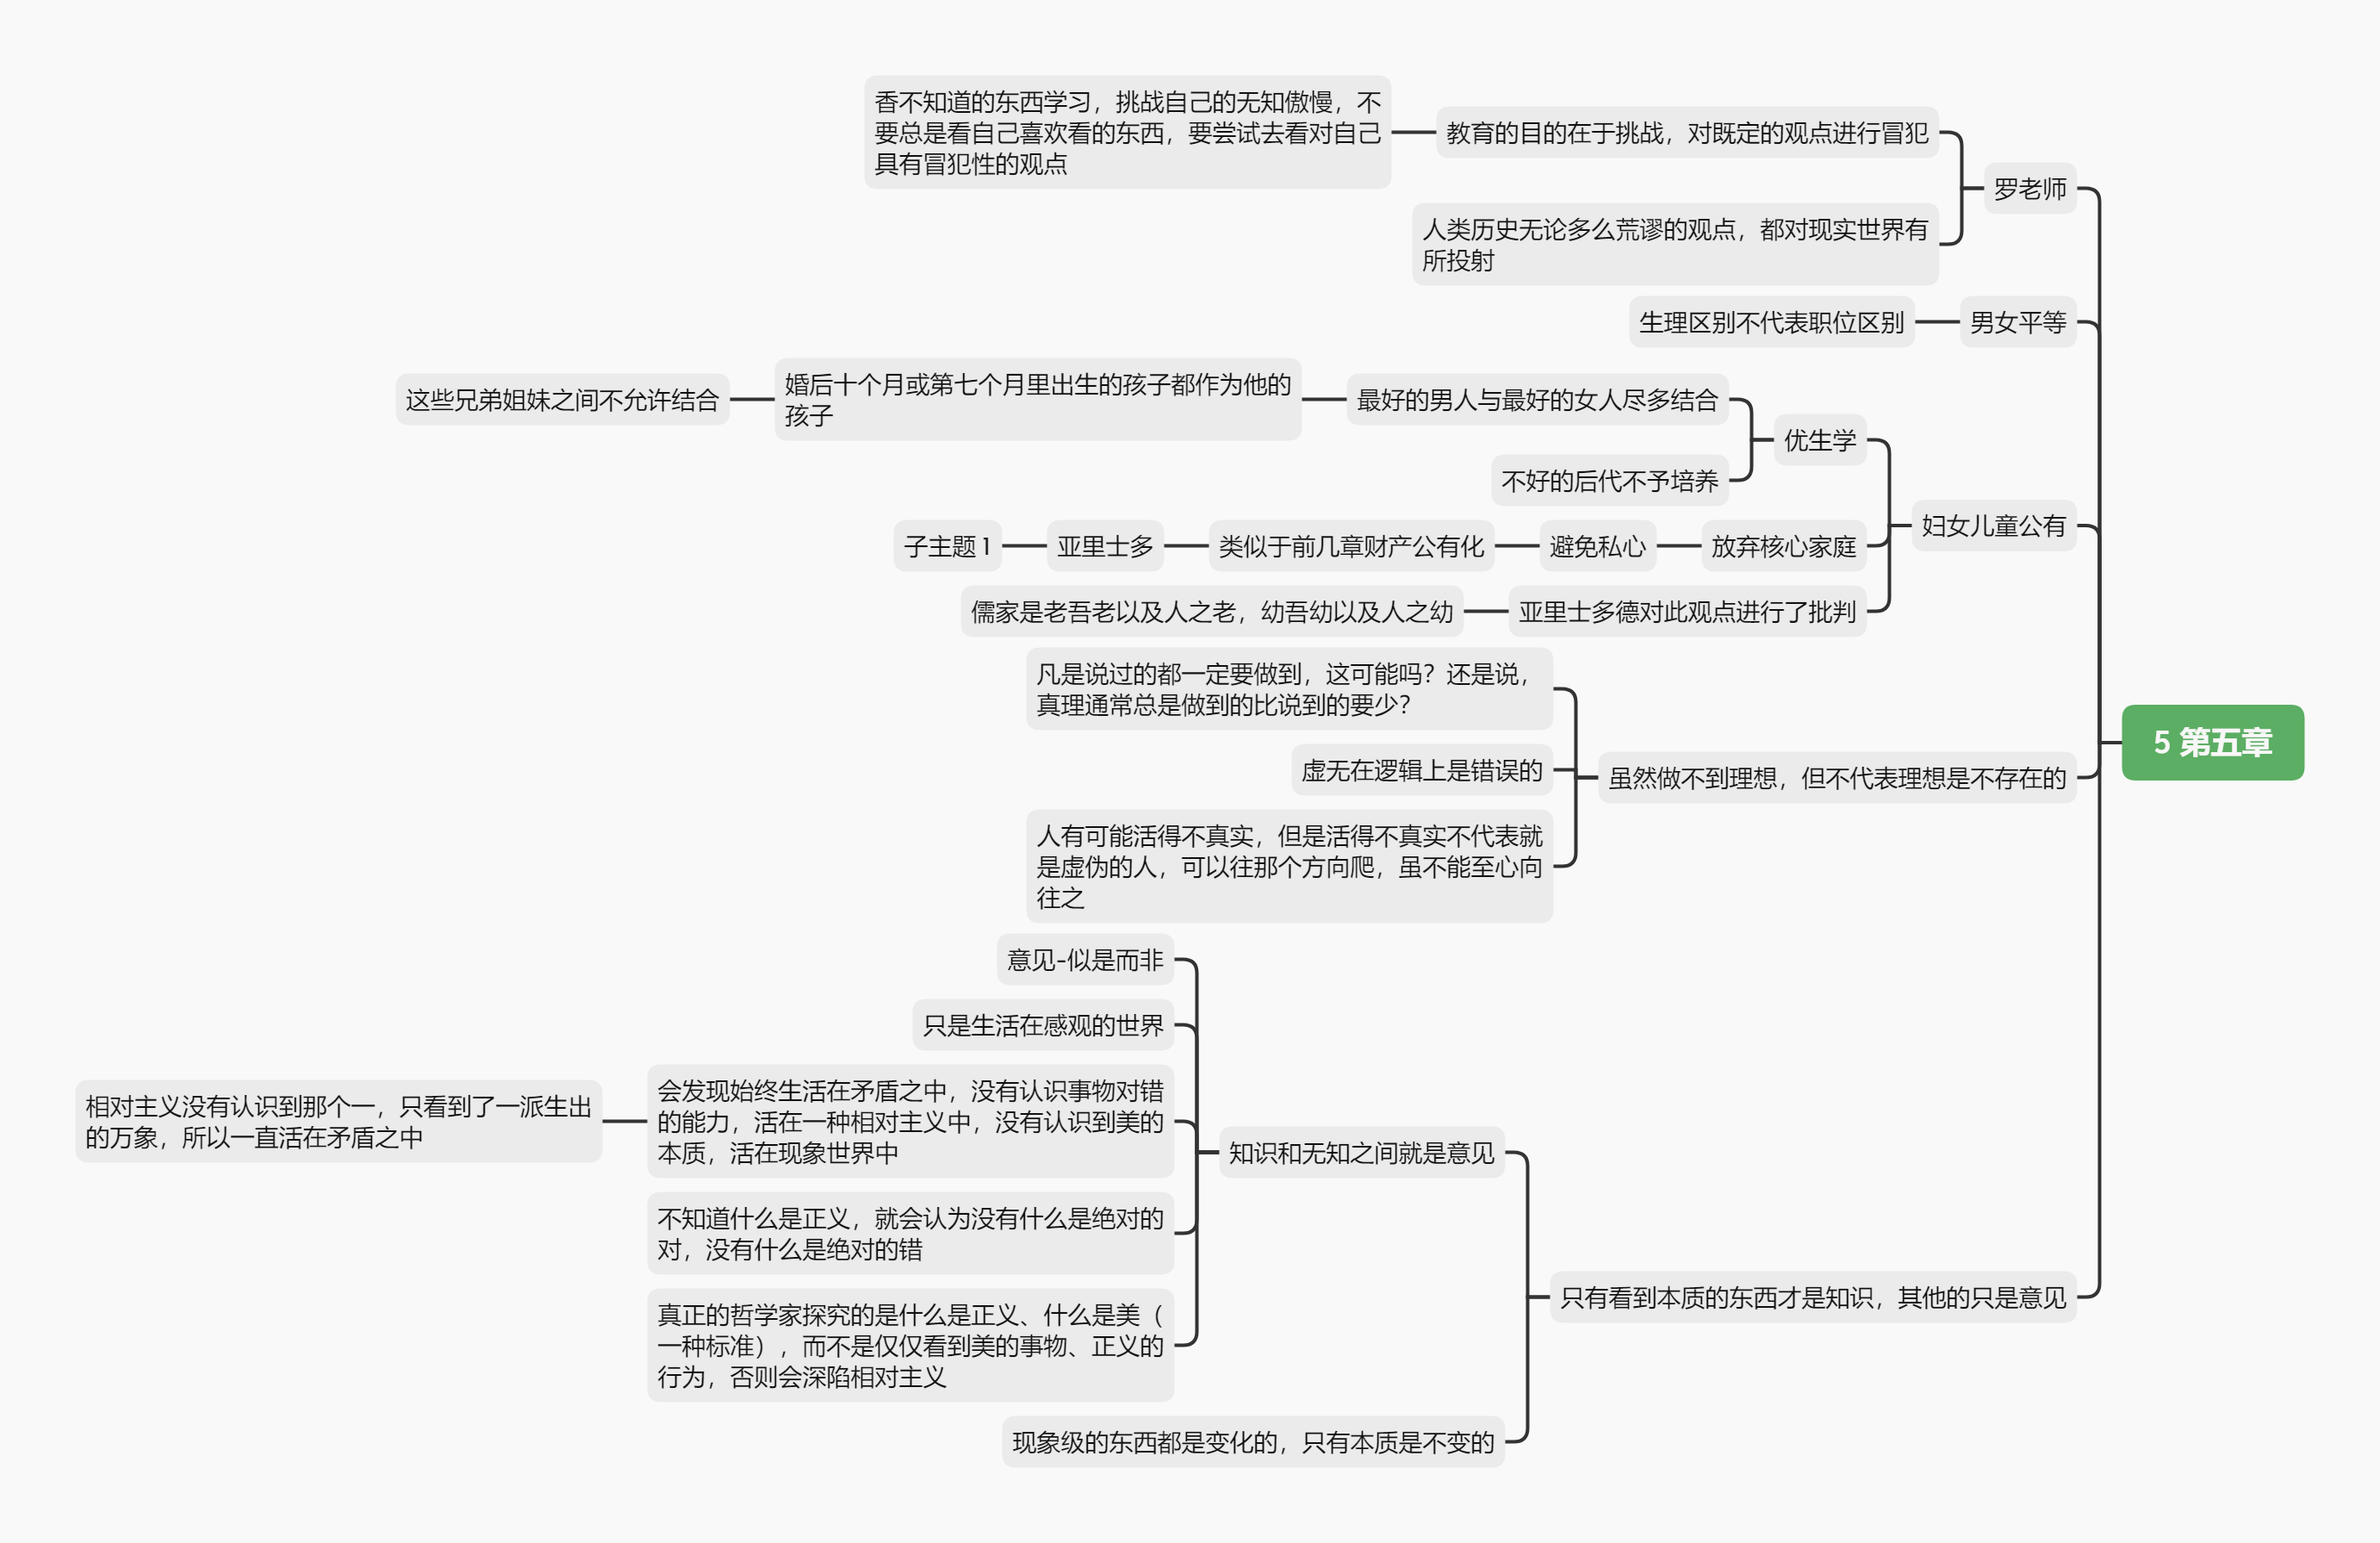 香不知道的东西学习，挑战自己的无知傲慢，不
要总是看自己喜欢看的东西，要尝试去看对自己
具有冒犯性的观点
教育的目的在于挑战，对既定的观点进行冒犯
罗老师
人类历史无论多么荒谬的观点，都对现实世界有
所投射
生理区别不代表职位区别
男女平等
这些兄弟姐妹之间不允许结合
婚后十个月或第七个月里出生的孩子都作为他的
孩子
最好的男人与最好的女人尽多结合
优生学
不好的后代不予培养
妇女儿童公有
子主题 1
亚里士多
类似于前几章财产公有化
避免私心
放弃核心家庭
儒家是老吾老以及人之老，幼吾幼以及人之幼
亚里士多德对此观点进行了批判
凡是说过的都一定要做到，这可能吗？还是说，
真理通常总是做到的比说到的要少？
虚无在逻辑上是错误的
虽然做不到理想，但不代表理想是不存在的
5 第五章
人有可能活得不真实，但是活得不真实不代表就
是虚伪的人，可以往那个方向爬，虽不能至心向
往之
意见-似是而非
只是生活在感观的世界
相对主义没有认识到那个一，只看到了一派生出
的万象，所以一直活在矛盾之中
会发现始终生活在矛盾之中，没有认识事物对错
的能力，活在一种相对主义中，没有认识到美的
本质，活在现象世界中
知识和无知之间就是意见
不知道什么是正义，就会认为没有什么是绝对的
对，没有什么是绝对的错
真正的哲学家探究的是什么是正义、什么是美（
一种标准），而不是仅仅看到美的事物、正义的
行为，否则会深陷相对主义
只有看到本质的东西才是知识，其他的只是意见
现象级的东西都是变化的，只有本质是不变的